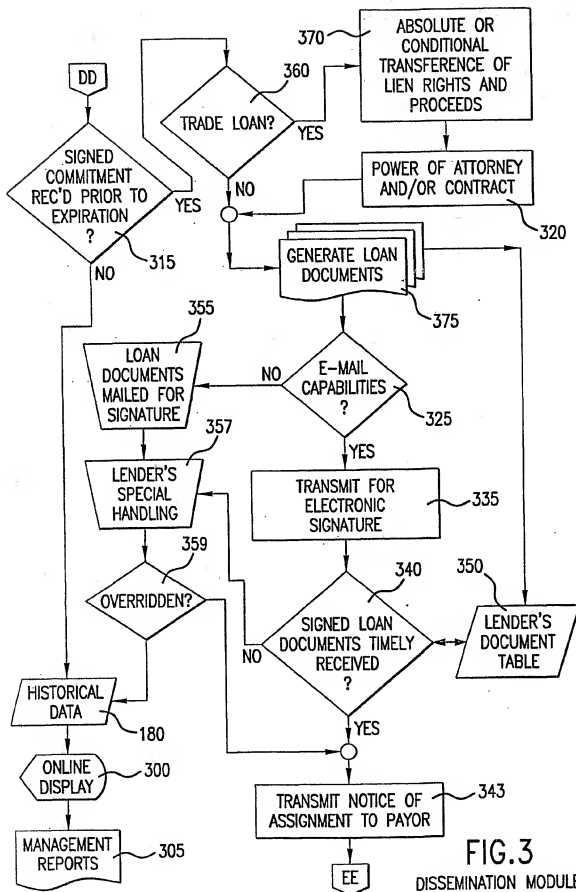 370
ABSOLUTE OR
CONDITIONAL
TRANSFERENCE OF
LIEN RIGHTS AND
PROCEEDS
DD
360
TRADE LOAN?
YES
NO
SIGNED
COMMITMENT
REC'D PRIOR TO
EXPIRATION
?
YES
315
NO
POWER OF ATTORNEY
AND/OR CONTRACT
320
GENERATE LOAN
DOCUMENTS
375
355
LOAN
DOCUMENTS
MAILED FOR
SIGNATURE
NO
E-MAIL
CAPABILITIES
?
325
YES
357
LENDER'S
SPECIAL
HANDLING
TRANSMIT FOR
ELECTRONIC
SIGNATURE
335
359
OVERRIDDEN?
340
SIGNED LOAN
DOCUMENTS TIMELY
RECEIVED
?
NO
YES
350
LENDER'S
DOCUMENT
TABLE
HISTORICAL
DATA
180
ONLINE
DISPLAY
300
MANAGEMENT
REPORTS
305
TRANSMIT NOTICE OF
ASSIGNMENT TO PAYOR
343
EE
FIG.3
DISSEMINATION MODULE